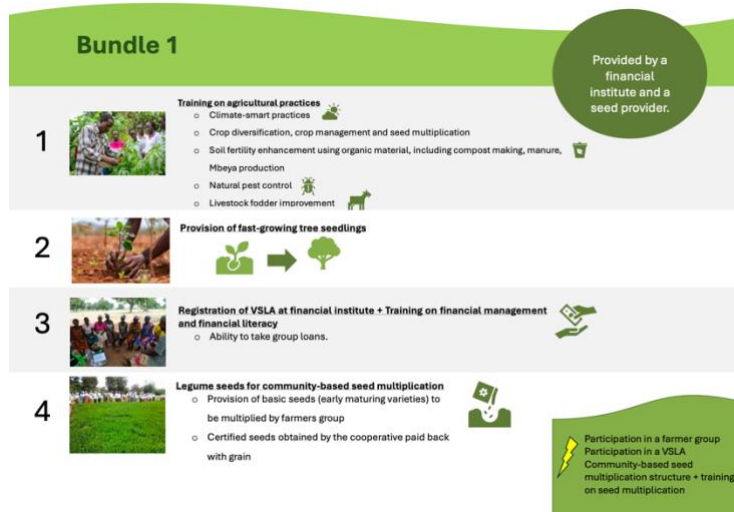 Bundle 1
Provided by a
financial
institute and a
seed provider.
1
Training on agricultural practices
o Climate-smart practices
o Crop diversification, crop management and seed multiplication
o Soil fertility enhancement using organic material, including compost making, manure,
Mbeya production
o Natural pest control
o Livestock fodder improvement
2
Provision of fast-growing tree seedlings
3
Registration of VSLA at financial institute + Training on financial management
and financial literacy
o Ability to take group loans.
4
Legume seeds for community-based seed multiplication
o Provision of basic seeds (early maturing varieties) to
be multiplied by farmers group
o Certified seeds obtained by the cooperative paid back
with grain
Participation in a farmer group
Participation in a VSLA
Community-based seed
multiplication structure + training
on seed multiplication